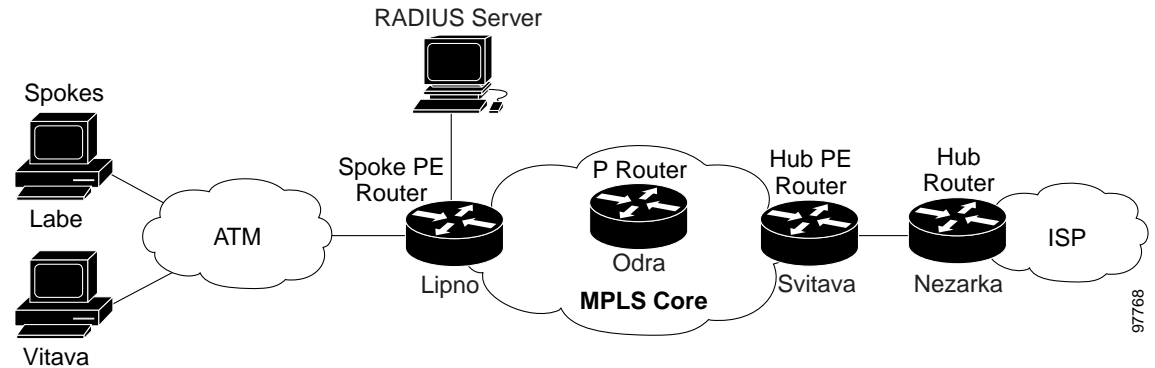 RADIUS Server
Spokes
Labe
Vitava
ATM
Spoke PE
Router
Lipno
P Router
Odra
MPLS Core
Hub PE
Router
Svitava
Hub
Router
Nezarka
ISP
97768